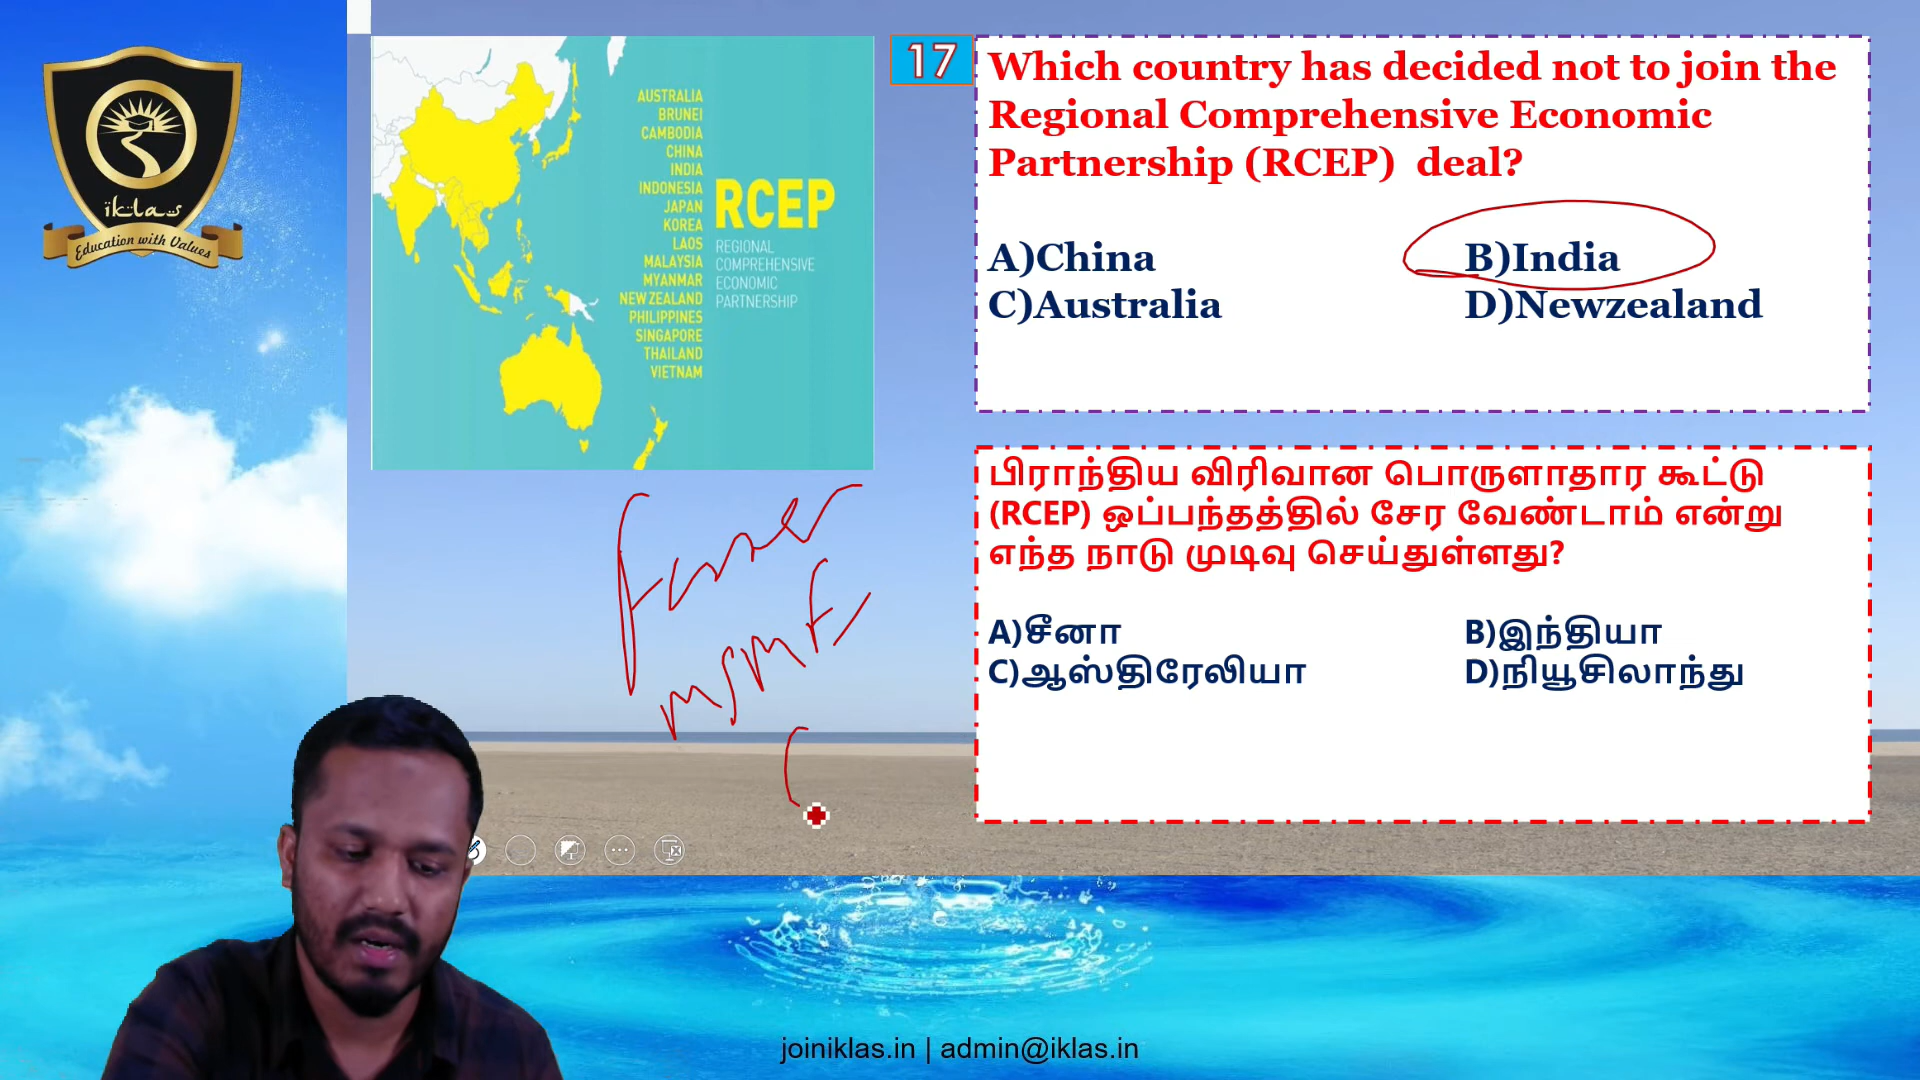 iklas
Education with Values
AUSTRALIA
BRUNEI
CAMBODIA
CHINA
INDIA
INDONESIA
JAPAN
KOREA
LAOS
MALAYSIA
MYANMAR
NEW ZEALAND
PHILIPPINES
SINGAPORE
THAILAND
VIETNAM
RCEP
REGIONAL
COMPREHENSIVE
ECONOMIC
PARTNERSHIP
17
Which country has decided not to join the
Regional Comprehensive Economic
Partnership (RCEP) deal?
A)China B)India
C)Australia D)Newzealand
பிராந்திய விரிவான பொருளாதார கூட்டு
(RCEP) ஒப்பந்தத்தில் சேர வேண்டாம் என்று
எந்த நாடு முடிவு செய்துள்ளது?
A)சீனா B)இந்தியா
C)ஆஸ்திரேலியா D)நியூசிலாந்து
MSME
joiniklas.in | admin@iklas.in